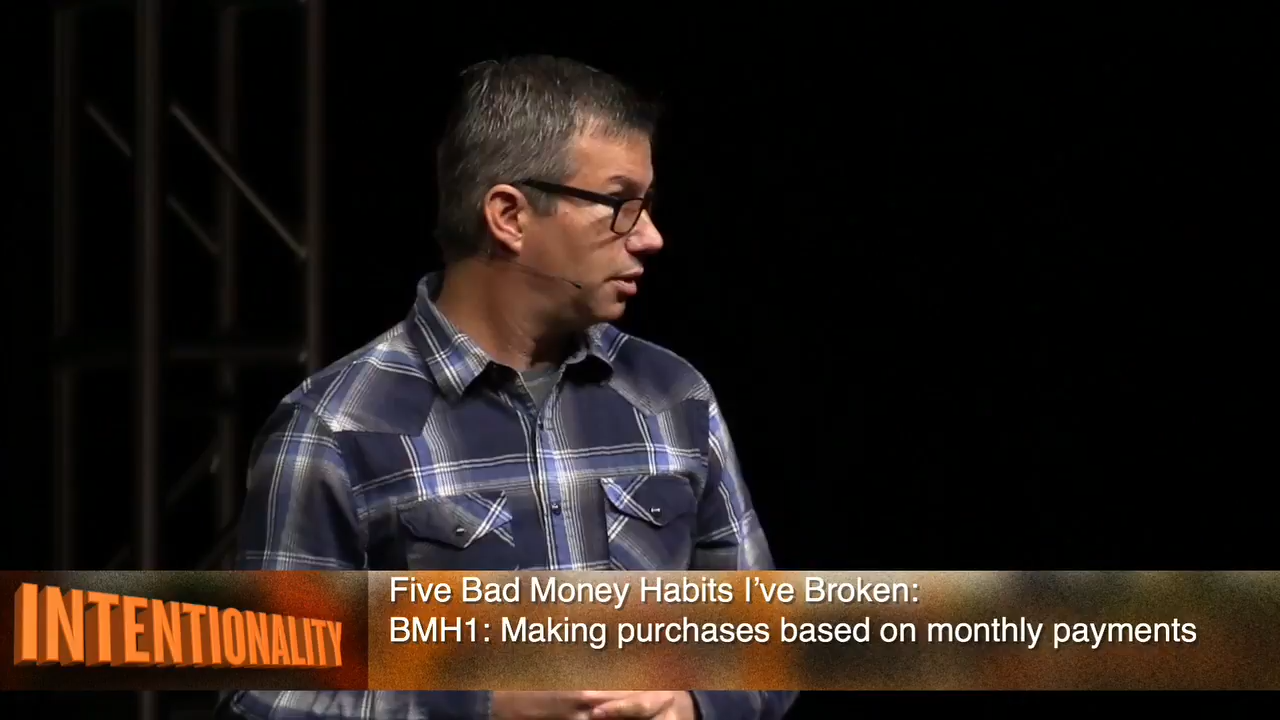 INTENTIONALITY
Five Bad Money Habits I've Broken:
BMH1: Making purchases based on monthly payments